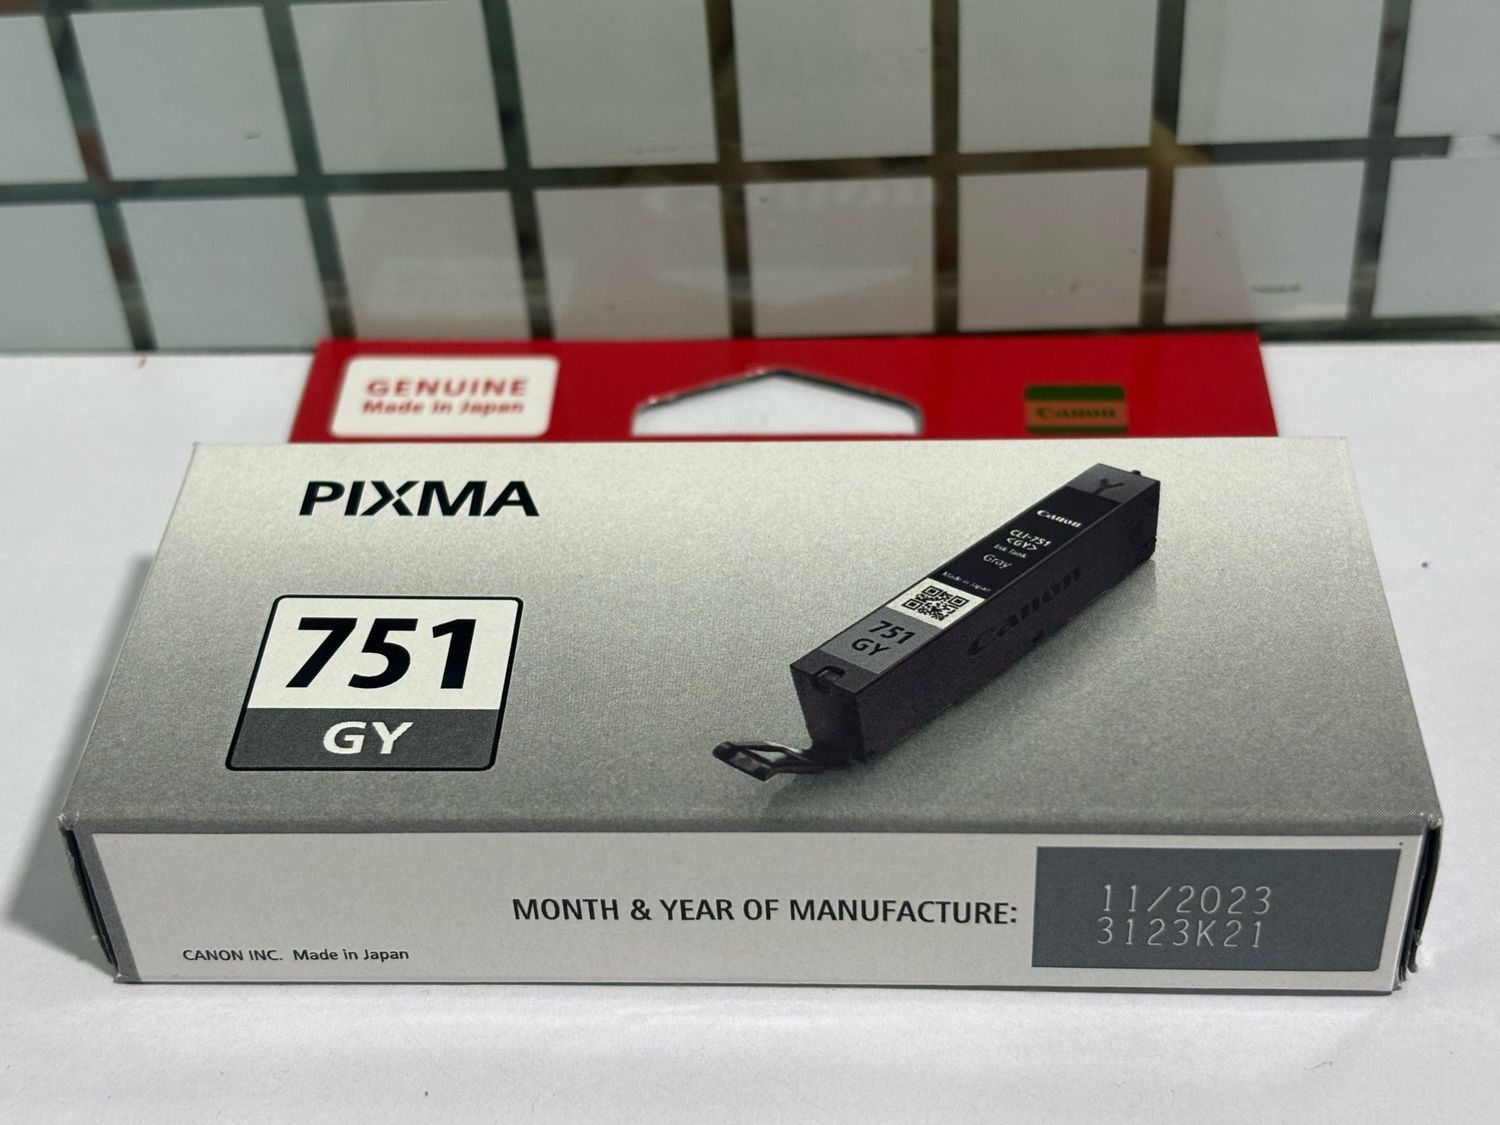 GENUINE
Made in Japan
Canon
PIXMA
751
GY
Canon
CLI-751
<GY>
Ink Tank
Gray
Made in Japan
751
GY
Canon
MONTH & YEAR OF MANUFACTURE:
11/2023
3123K21
CANON INC. Made in Japan